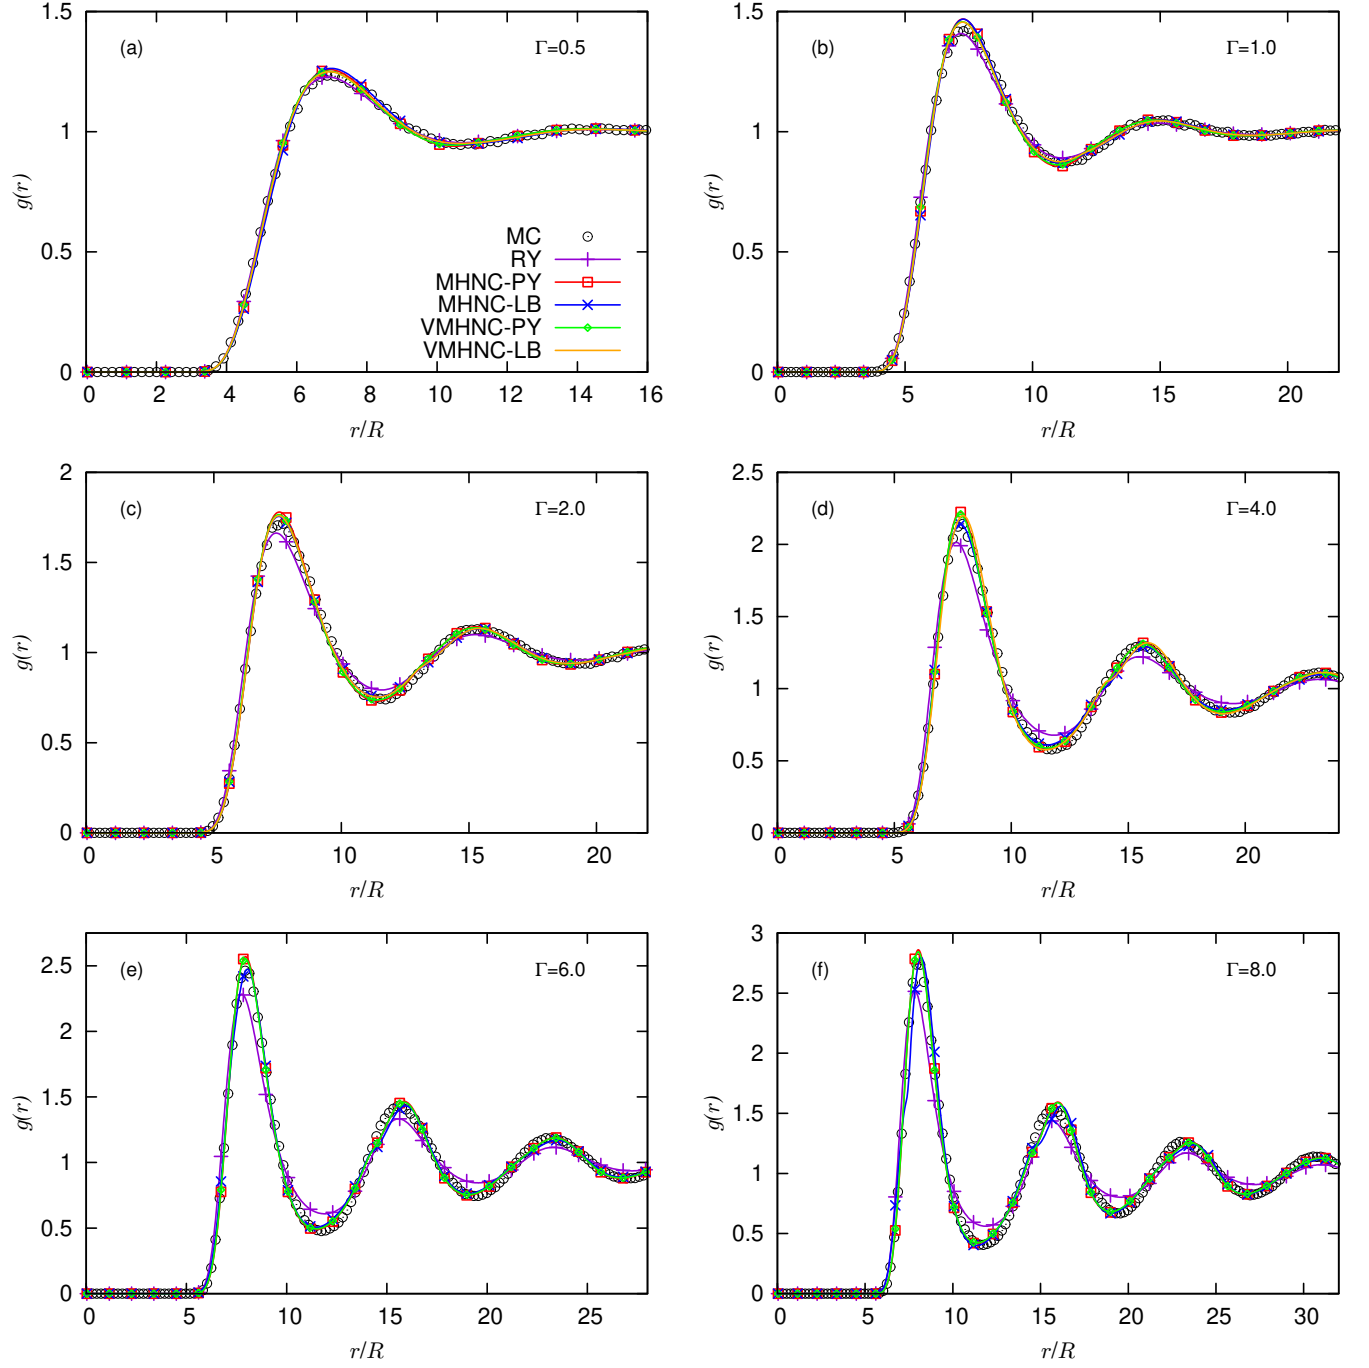 (a) Γ=0.5
1.5
1
0.5
0
g(r)
MC
RY
MHNC-PY
MHNC-LB
VMHNC-PY
VMHNC-LB
0 2 4 6 8 10 12 14 16
r/R
(b) Γ=1.0
1.5
1
0.5
0
g(r)
0 5 10 15 20
r/R
(c) Γ=2.0
2
1.5
1
0.5
0
g(r)
0 5 10 15 20
r/R
(d) Γ=4.0
2.5
2
1.5
1
0.5
0
g(r)
0 5 10 15 20
r/R
(e) Γ=6.0
2.5
2
1.5
1
0.5
0
g(r)
0 5 10 15 20 25
r/R
(f) Γ=8.0
3
2.5
2
1.5
1
0.5
0
g(r)
0 5 10 15 20 25 30
r/R